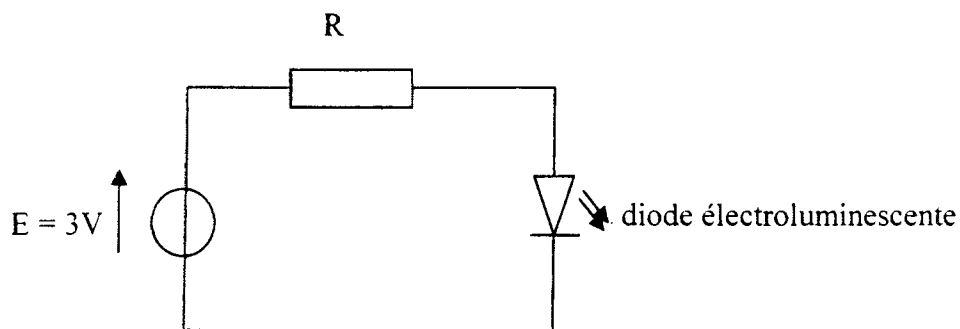 R
E = 3V
diode électroluminescente